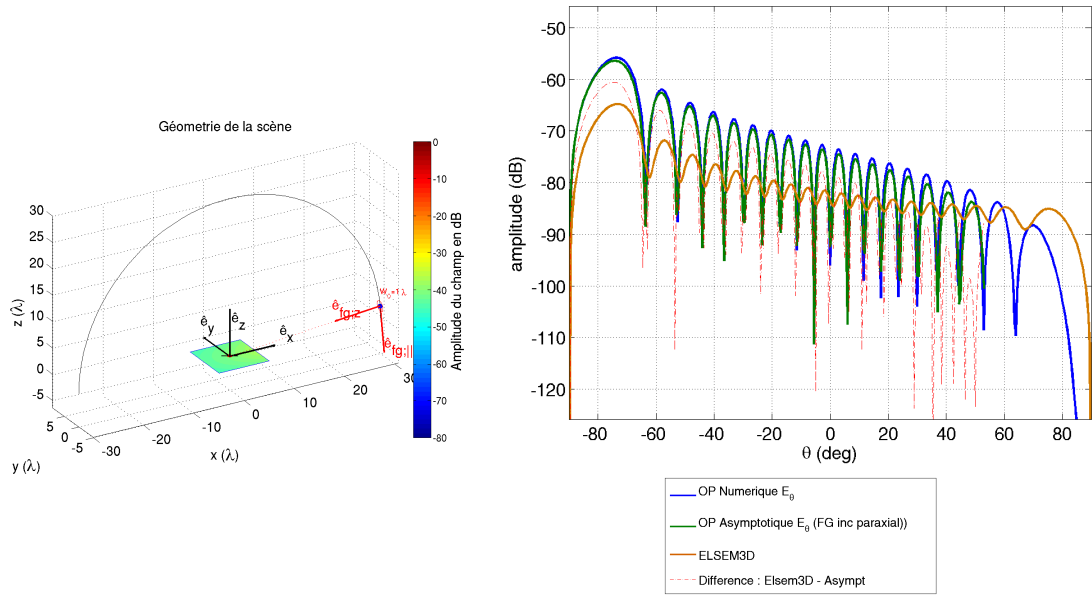 Géometrie de la scène
30
25
20
15
10
5
0
-5
z (λ)
5
0
-5
y (λ)
-30
-20
-10
0
10
20
30
x (λ)
ê_y
ê_z
ê_x
w_0=1 λ
ê_fg;z
ê_fg;||
0
-10
-20
-30
-40
-50
-60
-70
-80
Amplitude du champ en dB
-50
-60
-70
-80
-90
-100
-110
-120
amplitude (dB)
-80 -60 -40 -20 0 20 40 60 80
θ (deg)
OP Numerique E_θ
OP Asymptotique E_θ (FG inc paraxial))
ELSEM3D
Difference : Elsem3D - Asympt